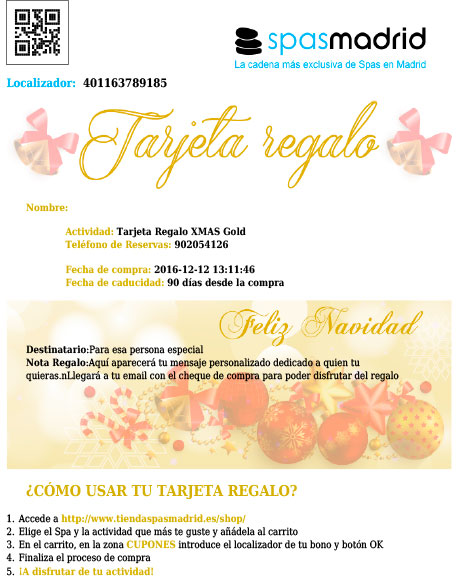 spasmadrid
La cadena más exclusiva de Spas en Madrid
Localizador: 401163789185
Tarjeta regalo
Nombre:
Actividad: Tarjeta Regalo XMAS Gold
Teléfono de Reservas: 902054126
Fecha de compra: 2016-12-12 13:11:46
Fecha de caducidad: 90 días desde la compra
Feliz Navidad
Destinatario:Para esa persona especial
Nota Regalo:Aquí aparecerá tu mensaje personalizado dedicado a quien tu
quieras.nLlegará a tu email con el cheque de compra para poder disfrutar del regalo
¿CÓMO USAR TU TARJETA REGALO?
1. Accede a http://www.tiendaspasmadrid.es/shop/
2. Elige el Spa y la actividad que más te guste y añádela al carrito
3. En el carrito, en la zona CUPONES introduce el localizador de tu bono y botón OK
4. Finaliza el proceso de compra
5. ¡A disfrutar de tu actividad!